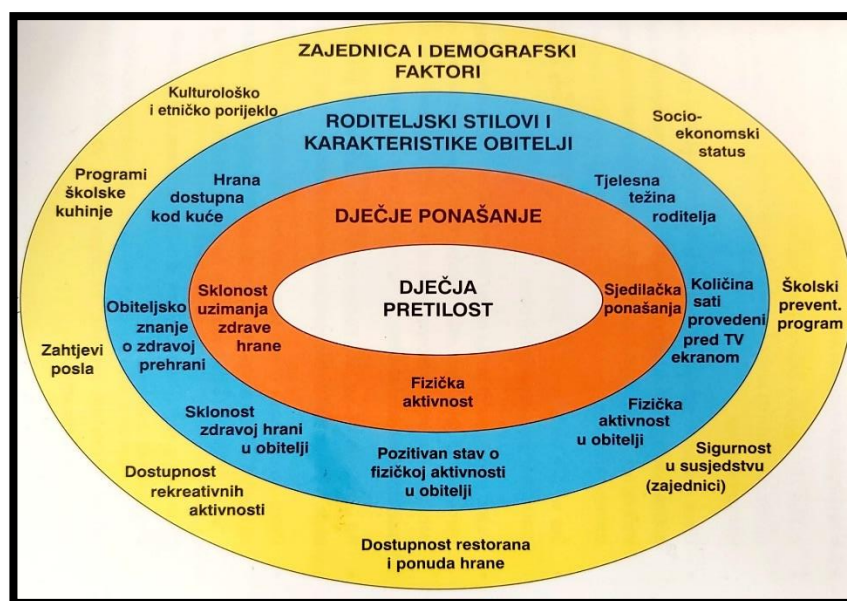 ZAJEDNICA I DEMOGRAFSKI
FAKTORI
Kulturološko
i etničko porijeklo
Socio-
ekonomski
status
Programi
školske
kuhinje
Školski
prevent.
program
Zahtjevi
posla
Sigurnost
u susjedstvu
(zajednici)
Dostupnost
rekreativnih
aktivnosti
Dostupnost restorana
i ponuda hrane
RODITELJSKI STILOVI I
KARAKTERISTIKE OBITELJI
Hrana
dostupna
kod kuće
Tjelesna
težina
roditelja
Obiteljsko
znanje
o zdravoj
prehrani
Količina
sati
provedeni
pred TV
ekranom
Sklonost
zdravoj hrani
u obitelji
Pozitivan stav o
fizičkoj aktivnosti
u obitelji
Fizička
aktivnost
u obitelji
DJEČJE PONAŠANJE
Sklonost
uzimanja
zdrave
hrane
Sjedilačka
ponašanja
Fizička
aktivnost
DJEČJA
PRETILOST